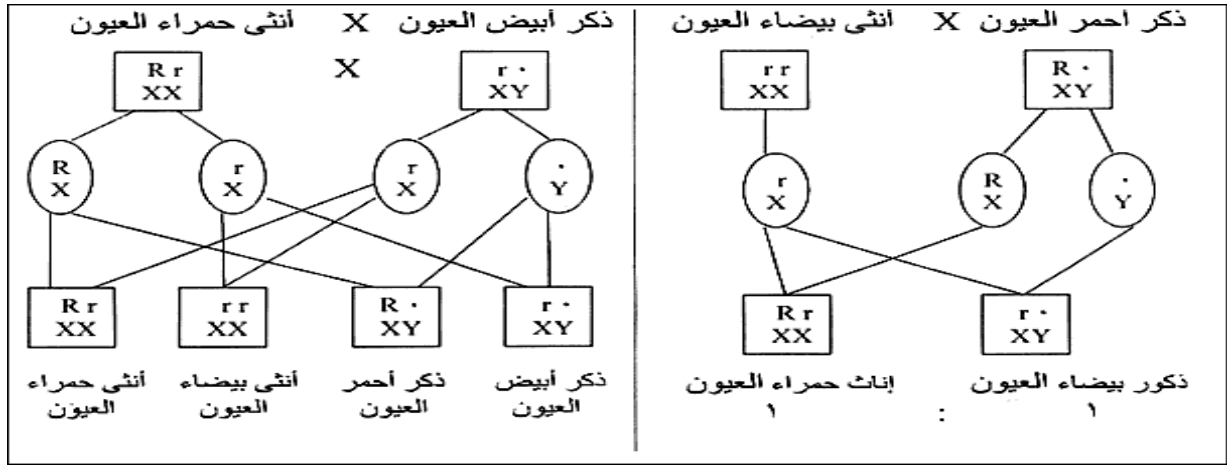 ذكر أحمر العيون X أنثى بيضاء العيون
R · r r
XY XX
· R r
Y X X
r · R r
XY XX
ذكور بيضاء العيون إناث حمراء العيون
١ : ١
ذكر أبيض العيون X أنثى حمراء العيون
r · X R r
XY XX
· r r R
Y X X X
r · R · r r R r
XY XY XX XX
ذكر أبيض ذكر أحمر أنثى بيضاء أنثى حمراء
العيون العيون العيون العيون